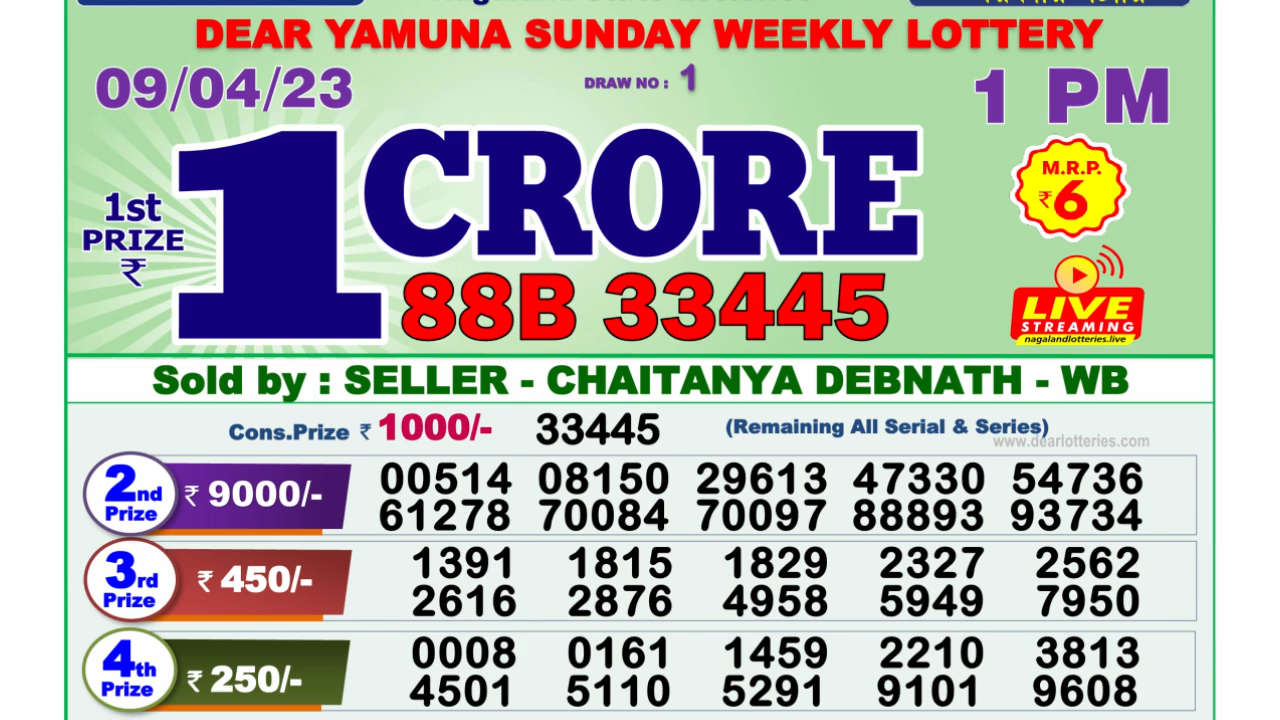 DEAR YAMUNA SUNDAY WEEKLY LOTTERY
09/04/23
DRAW NO : 1
1 PM
1st
PRIZE
₹
1 CRORE
88B 33445
M.R.P.
₹6
LIVE
STREAMING
nagalandlotteries.live
Sold by : SELLER - CHAITANYA DEBNATH - WB
Cons.Prize ₹ 1000/- 33445 (Remaining All Serial & Series)
www.dearlotteries.com
2nd Prize ₹ 9000/-
00514 08150 29613 47330 54736
61278 70084 70097 88893 93734
3rd Prize ₹ 450/-
1391 1815 1829 2327 2562
2616 2876 4958 5949 7950
4th Prize ₹ 250/-
0008 0161 1459 2210 3813
4501 5110 5291 9101 9608